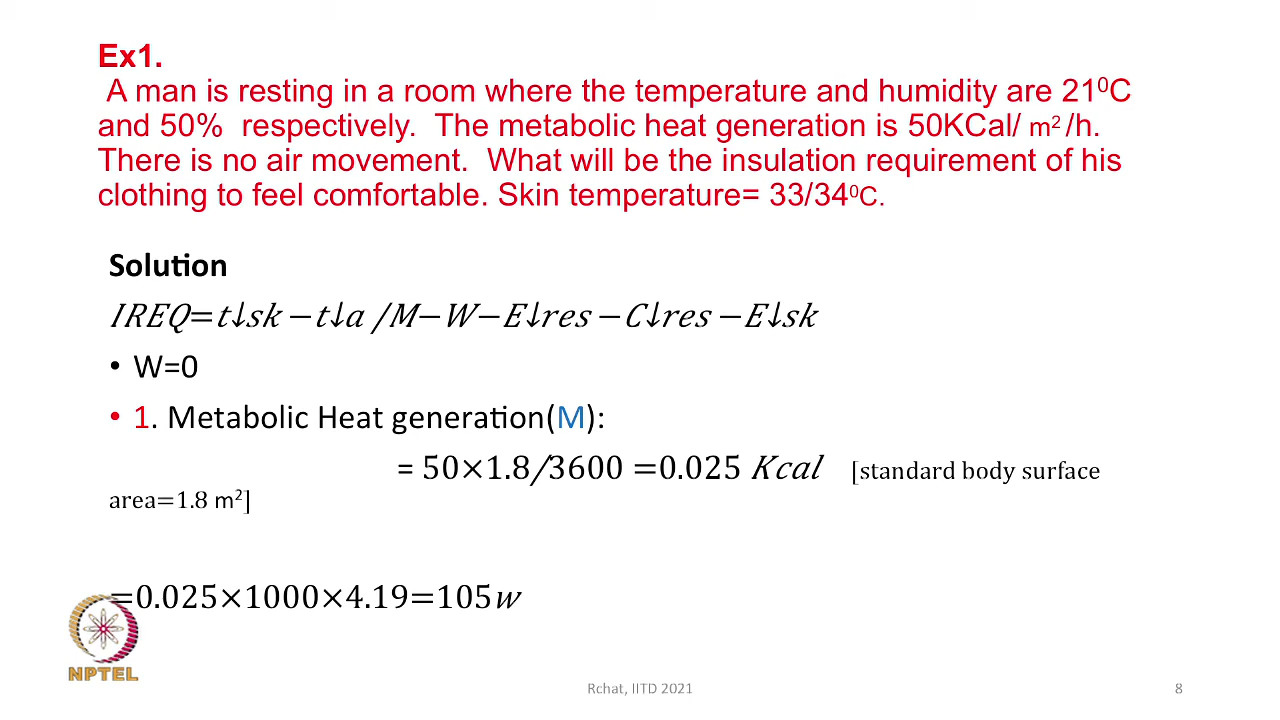 Ex1.
A man is resting in a room where the temperature and humidity are 21⁰C
and 50% respectively. The metabolic heat generation is 50KCal/ m² /h.
There is no air movement. What will be the insulation requirement of his
clothing to feel comfortable. Skin temperature= 33/34⁰C.
Solution
IREQ=t↓sk −t↓a /M−W−E↓res −C↓res −E↓sk
• W=0
• 1. Metabolic Heat generation(M):
= 50×1.8/3600 =0.025 Kcal [standard body surface
area=1.8 m²]
=0.025×1000×4.19=105w
NPTEL
Rchat, IITD 2021
8